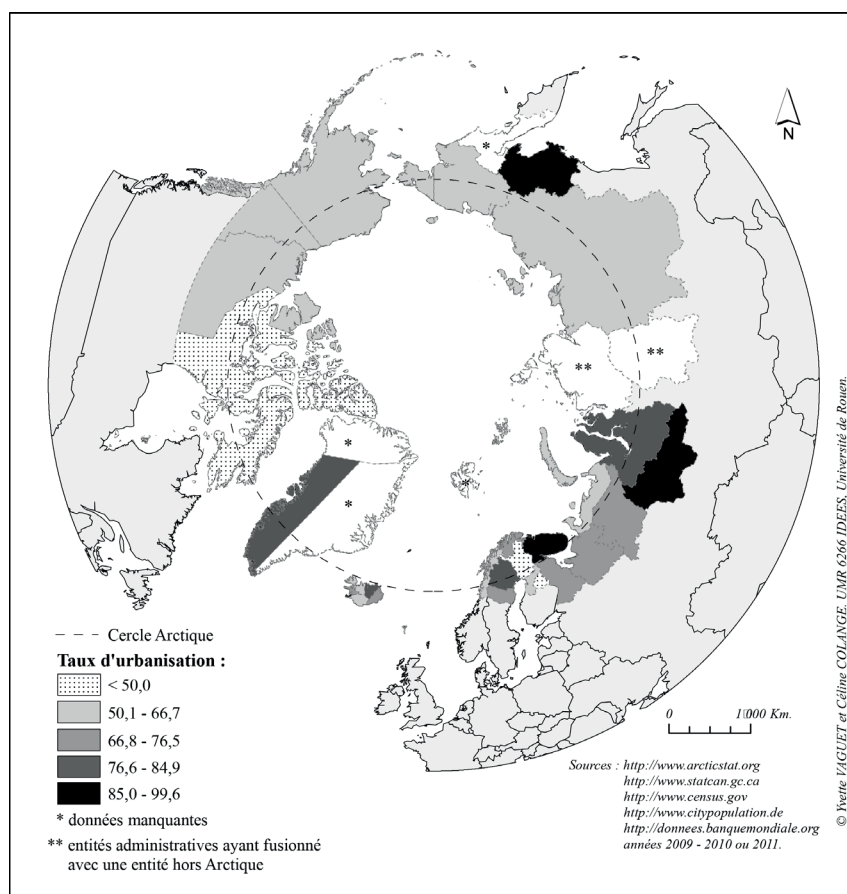 N
*
*
*
*
**
**
— — — Cercle Arctique
Taux d'urbanisation :
< 50,0
50,1 - 66,7
66,8 - 76,5
76,6 - 84,9
85,0 - 99,6
* données manquantes
** entités administratives ayant fusionné
avec une entité hors Arctique
0 1 000 Km.
Sources : http://www.arcticstat.org
http://www.statcan.gc.ca
http://www.census.gov
http://www.citypopulation.de
http://donnees.banquemondiale.org
années 2009 - 2010 ou 2011.
© Yvette VAGUET et Céline COLANGE. UMR 6266 IDEES, Université de Rouen.